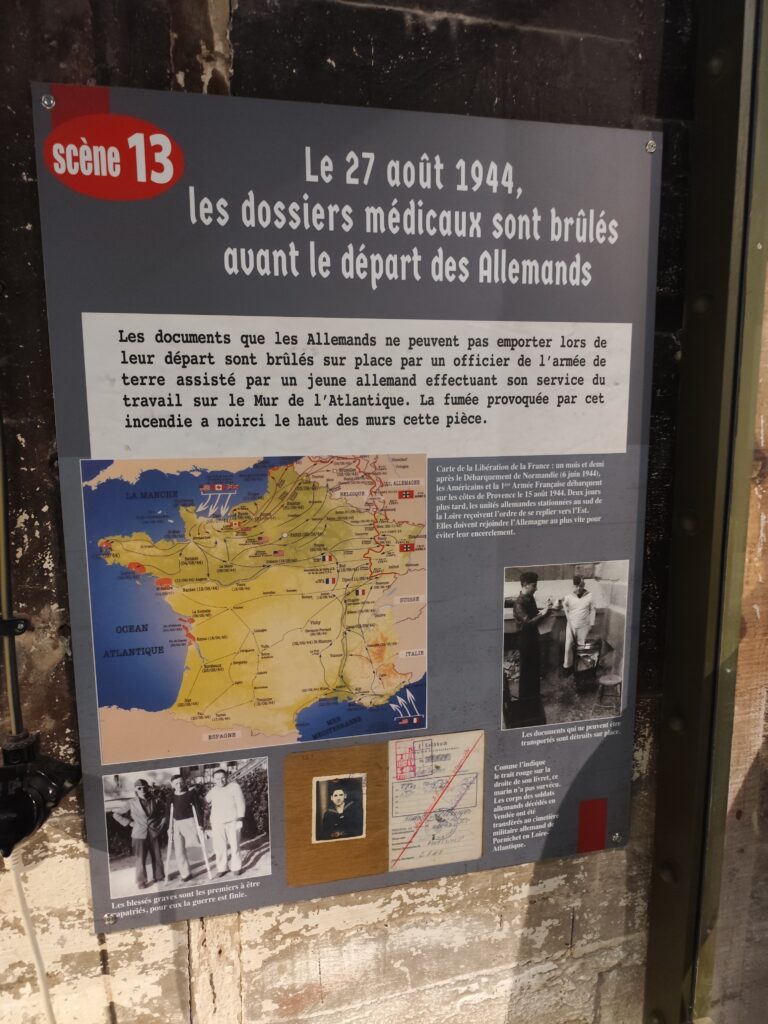 scène 13
Le 27 août 1944,
les dossiers médicaux sont brûlés
avant le départ des Allemands
Les documents que les Allemands ne peuvent pas emporter lors de
leur départ sont brûlés sur place par un officier de l'armée de
terre assisté par un jeune allemand effectuant son service du
travail sur le Mur de l'Atlantique. La fumée provoquée par cet
incendie a noirci le haut des murs cette pièce.
Carte de la Libération de la France : un mois et demi
après le Débarquement de Normandie (6 juin 1944),
les Américains et la 1ère Armée Française débarquent
sur les côtes de Provence le 15 août 1944. Deux jours
plus tard, les unités allemandes stationnées au sud de
la Loire reçoivent l'ordre de se replier vers l'Est.
Elles doivent rejoindre l'Allemagne au plus vite pour
éviter leur encerclement.
LA MANCHE
BELGIQUE
ALLEMAGNE
PARIS
SUISSE
OCEAN
ATLANTIQUE
Vichy
Bordeaux
ITALIE
MER
MEDITERRANEE
ESPAGNE
Les documents qui ne peuvent être
transportés sont détruits sur place.
Comme l'indique
le trait rouge sur la
droite de son livret, ce
marin n'a pas survécu.
Les corps des soldats
allemands décédés en
Vendée ont été
transférés au cimetière
militaire allemand de
Pornichet en Loire-
Atlantique.
Les blessés graves sont les premiers à être
rapatriés, pour eux la guerre est finie.